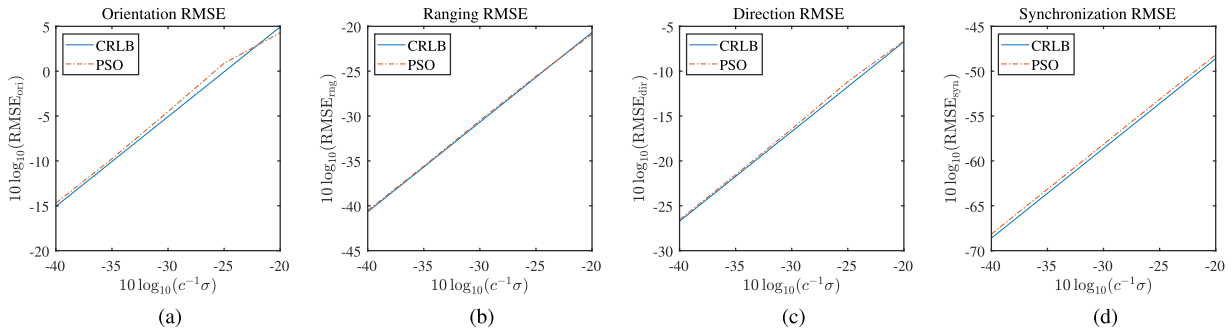 Orientation RMSE
5
0
-5
-10
-15
-20
-40 -35 -30 -25 -20
10 log₁₀(RMSE_ori)
10 log₁₀(c⁻¹σ)
CRLB
PSO
(a)
Ranging RMSE
-20
-25
-30
-35
-40
-45
-40 -35 -30 -25 -20
10 log₁₀(RMSE_rng)
10 log₁₀(c⁻¹σ)
CRLB
PSO
(b)
Direction RMSE
-5
-10
-15
-20
-25
-30
-40 -35 -30 -25 -20
10 log₁₀(RMSE_dir)
10 log₁₀(c⁻¹σ)
CRLB
PSO
(c)
Synchronization RMSE
-45
-50
-55
-60
-65
-70
-40 -35 -30 -25 -20
10 log₁₀(RMSE_syn)
10 log₁₀(c⁻¹σ)
CRLB
PSO
(d)